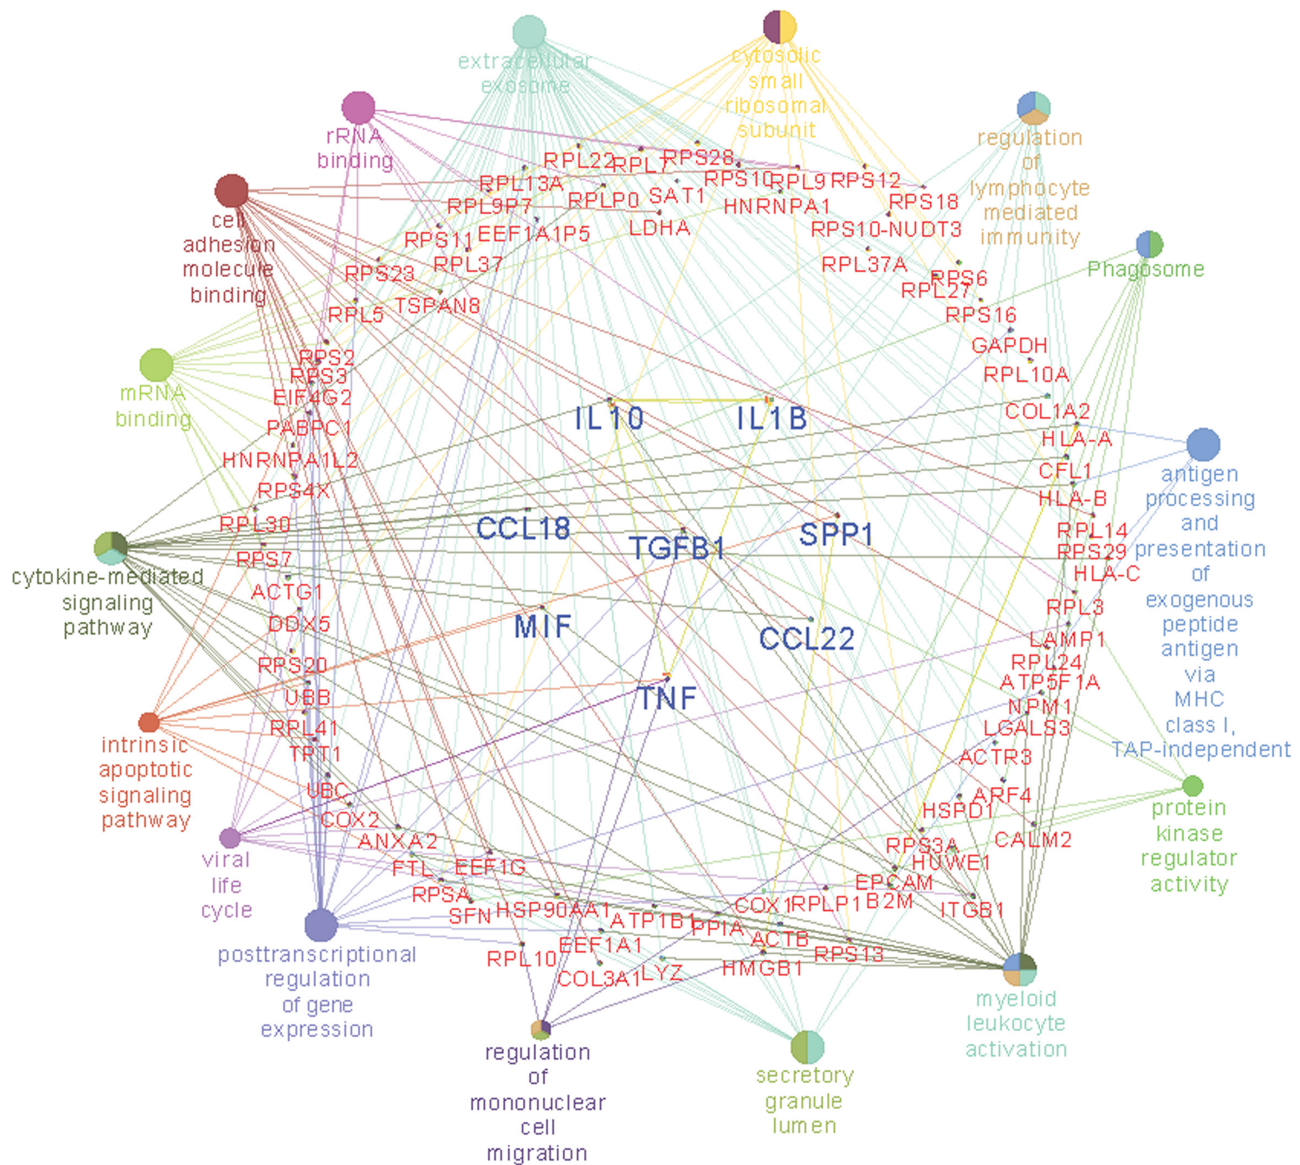 extracellular
exosome
cytosolic
small
ribosomal
subunit
rRNA
binding
regulation
of
lymphocyte
mediated
immunity
cell
adhesion
molecule
binding
Phagosome
mRNA
binding
antigen
processing
and
presentation
of
exogenous
peptide
antigen
via
MHC
class I,
TAP-independent
cytokine-mediated
signaling
pathway
intrinsic
apoptotic
signaling
pathway
protein
kinase
regulator
activity
viral
life
cycle
posttranscriptional
regulation
of gene
expression
regulation
of
mononuclear
cell
migration
secretory
granule
lumen
myeloid
leukocyte
activation
RPL22
RPL7
RPS28
RPL13A
RPLP0
SAT1
RPS10
RPL9
RPS12
RPL9P7
HNRNPA1
RPS18
RPS11
EEF1A1P5
LDHA
RPS10-NUDT3
RPS23
RPL37
RPL37A
RPS6
RPL27
RPL5
TSPAN8
RPS16
RPS2
GAPDH
RPS3
RPL10A
EIF4G2
COL1A2
PABPC1
HLA-A
HNRNPA1L2
CFL1
RPS4X
HLA-B
RPL30
RPL14
RPS7
RPS29
ACTG1
HLA-C
DDX5
RPL3
RPS20
LAMP1
RPL24
UBB
ATP5F1A
RPL41
NPM1
LGALS3
TPT1
ACTR3
UBC
ARF4
COX2
HSPD1
ANXA2
CALM2
FTL
EEF1G
RPS3A
HUWE1
RPSA
EPCAM
SFN
HSP90AA1
ATP1B1
PPIA
COX1
RPLP1
B2M
ITGB1
RPL10
EEF1A1
ACTB
RPS13
COL3A1
LYZ
HMGB1
IL10
IL1B
CCL18
TGFB1
SPP1
MIF
CCL22
TNF